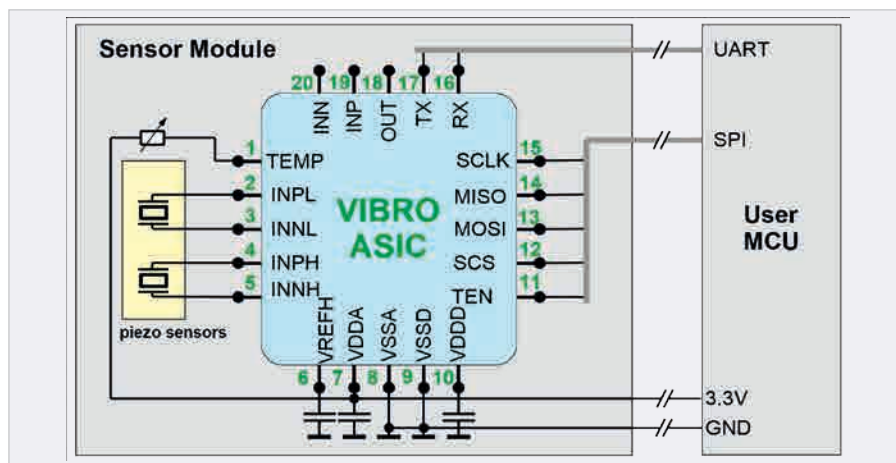 Sensor Module
UART
SPI
User
MCU
3.3V
GND
20 19 18 17 16
INN INP OUT TX RX
1 TEMP
2 INPL
3 INNL
4 INPH
5 INNH
VIBRO
ASIC
SCLK 15
MISO 14
MOSI 13
SCS 12
TEN 11
VREFH VDDA VSSA VSSD VDDD
6 7 8 9 10
piezo sensors